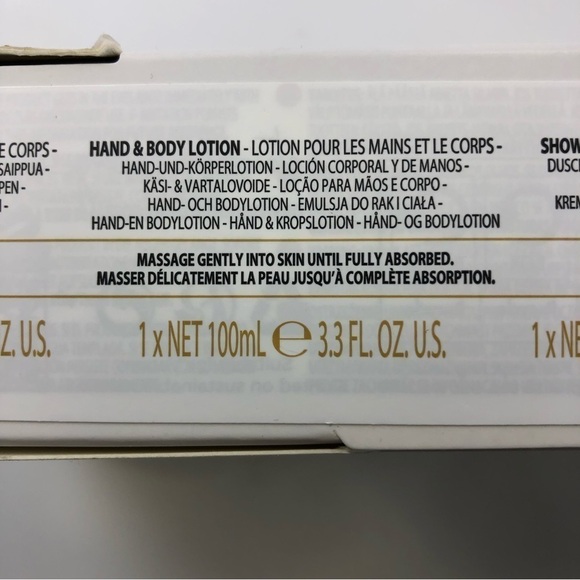 E CORPS -
SAIPPUA -
PEN -
HAND & BODY LOTION - LOTION POUR LES MAINS ET LE CORPS -
HAND-UND-KÖRPERLOTION - LOCIÓN CORPORAL Y DE MANOS -
KÄSI- & VARTALOVOIDE - LOÇÃO PARA MÃOS E CORPO -
HAND- OCH BODYLOTION - EMULSJA DO RAK I CIAŁA -
HAND-EN BODYLOTION - HÅND & KROPSLOTION - HÅND- OG BODYLOTION
MASSAGE GENTLY INTO SKIN UNTIL FULLY ABSORBED.
MASSER DÉLICATEMENT LA PEAU JUSQU'À COMPLÈTE ABSORPTION.
Z. U.S.
1 x NET 100mL ℮ 3.3 FL. OZ. U.S.
SHOW
DUSC
KREM
1 x NE